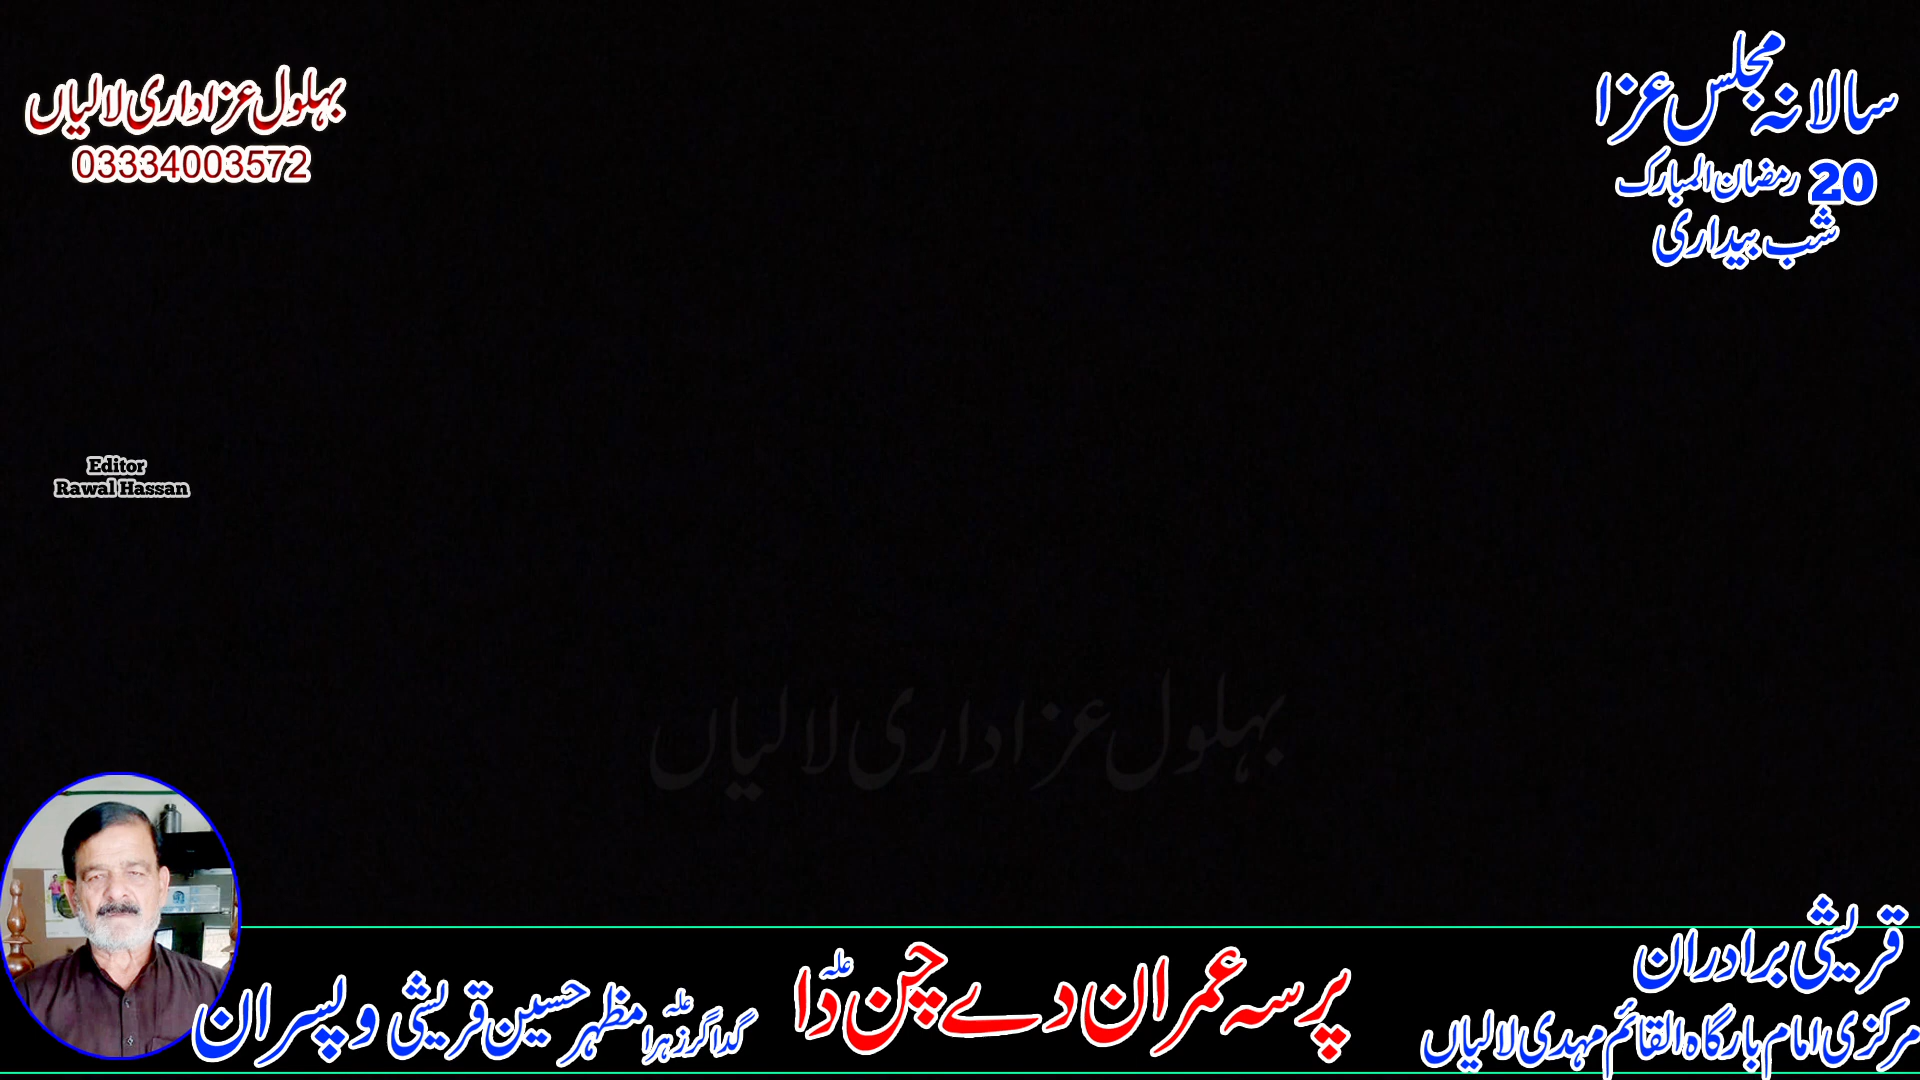 بہلول عزاداری لالیاں
03334003572
سالانہ مجلس عزا
20 رمضان المبارک
شب بیداری
Editor
Rawal Hassan
بہلول عزاداری لالیاں
قریشی برادران
مرکزی امام بارگاہ القائم مہدی لالیاں
پرسہ عمران دے چن دا
گداگر زہرا مظہر حسین قریشی و پسران